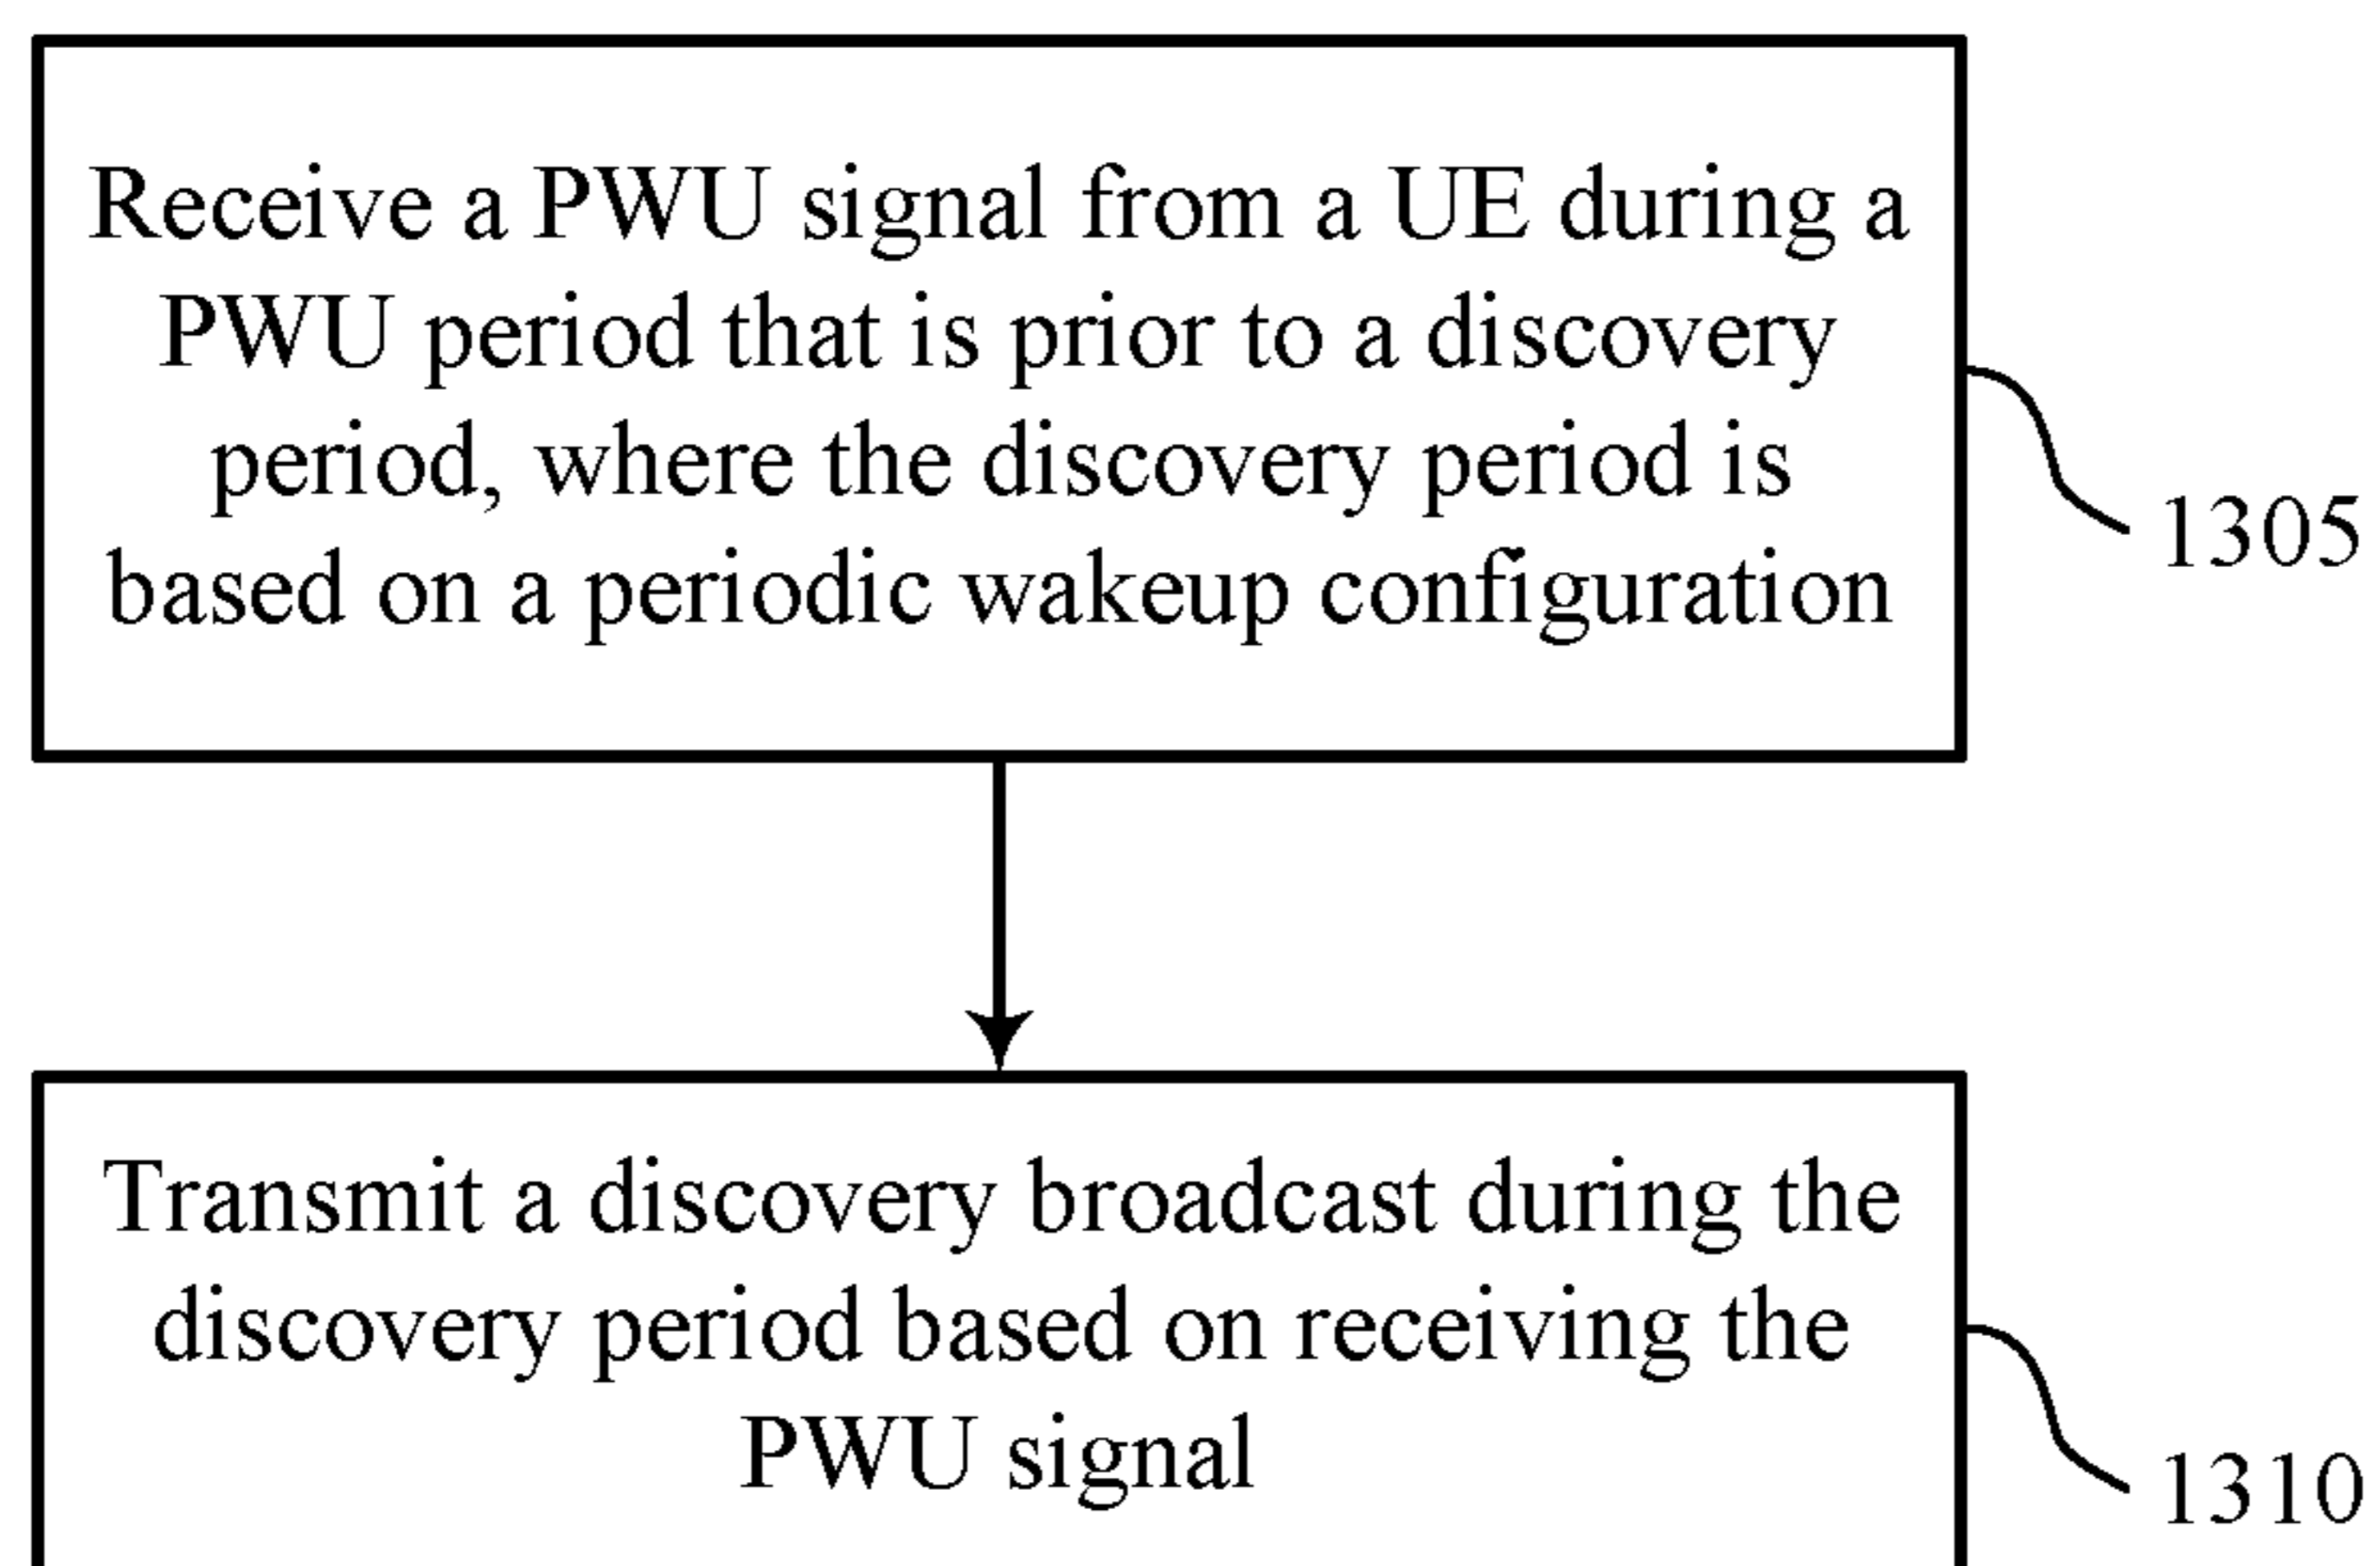 Receive a PWU signal from a UE during a
PWU period that is prior to a discovery
period, where the discovery period is
based on a periodic wakeup configuration
1305
Transmit a discovery broadcast during the
discovery period based on receiving the
PWU signal
1310